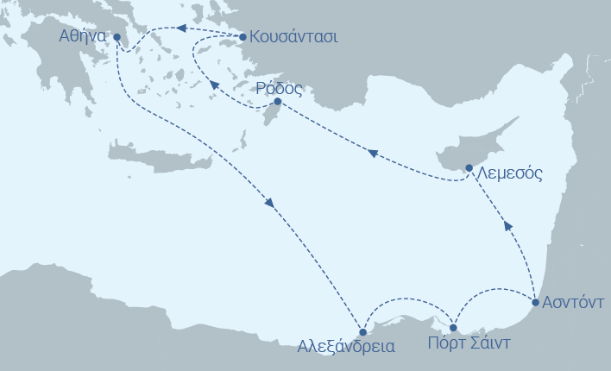 Αθήνα
Κουσάντασι
Ρόδος
Λεμεσός
Ασντόντ
Πόρτ Σάιντ
Αλεξάνδρεια